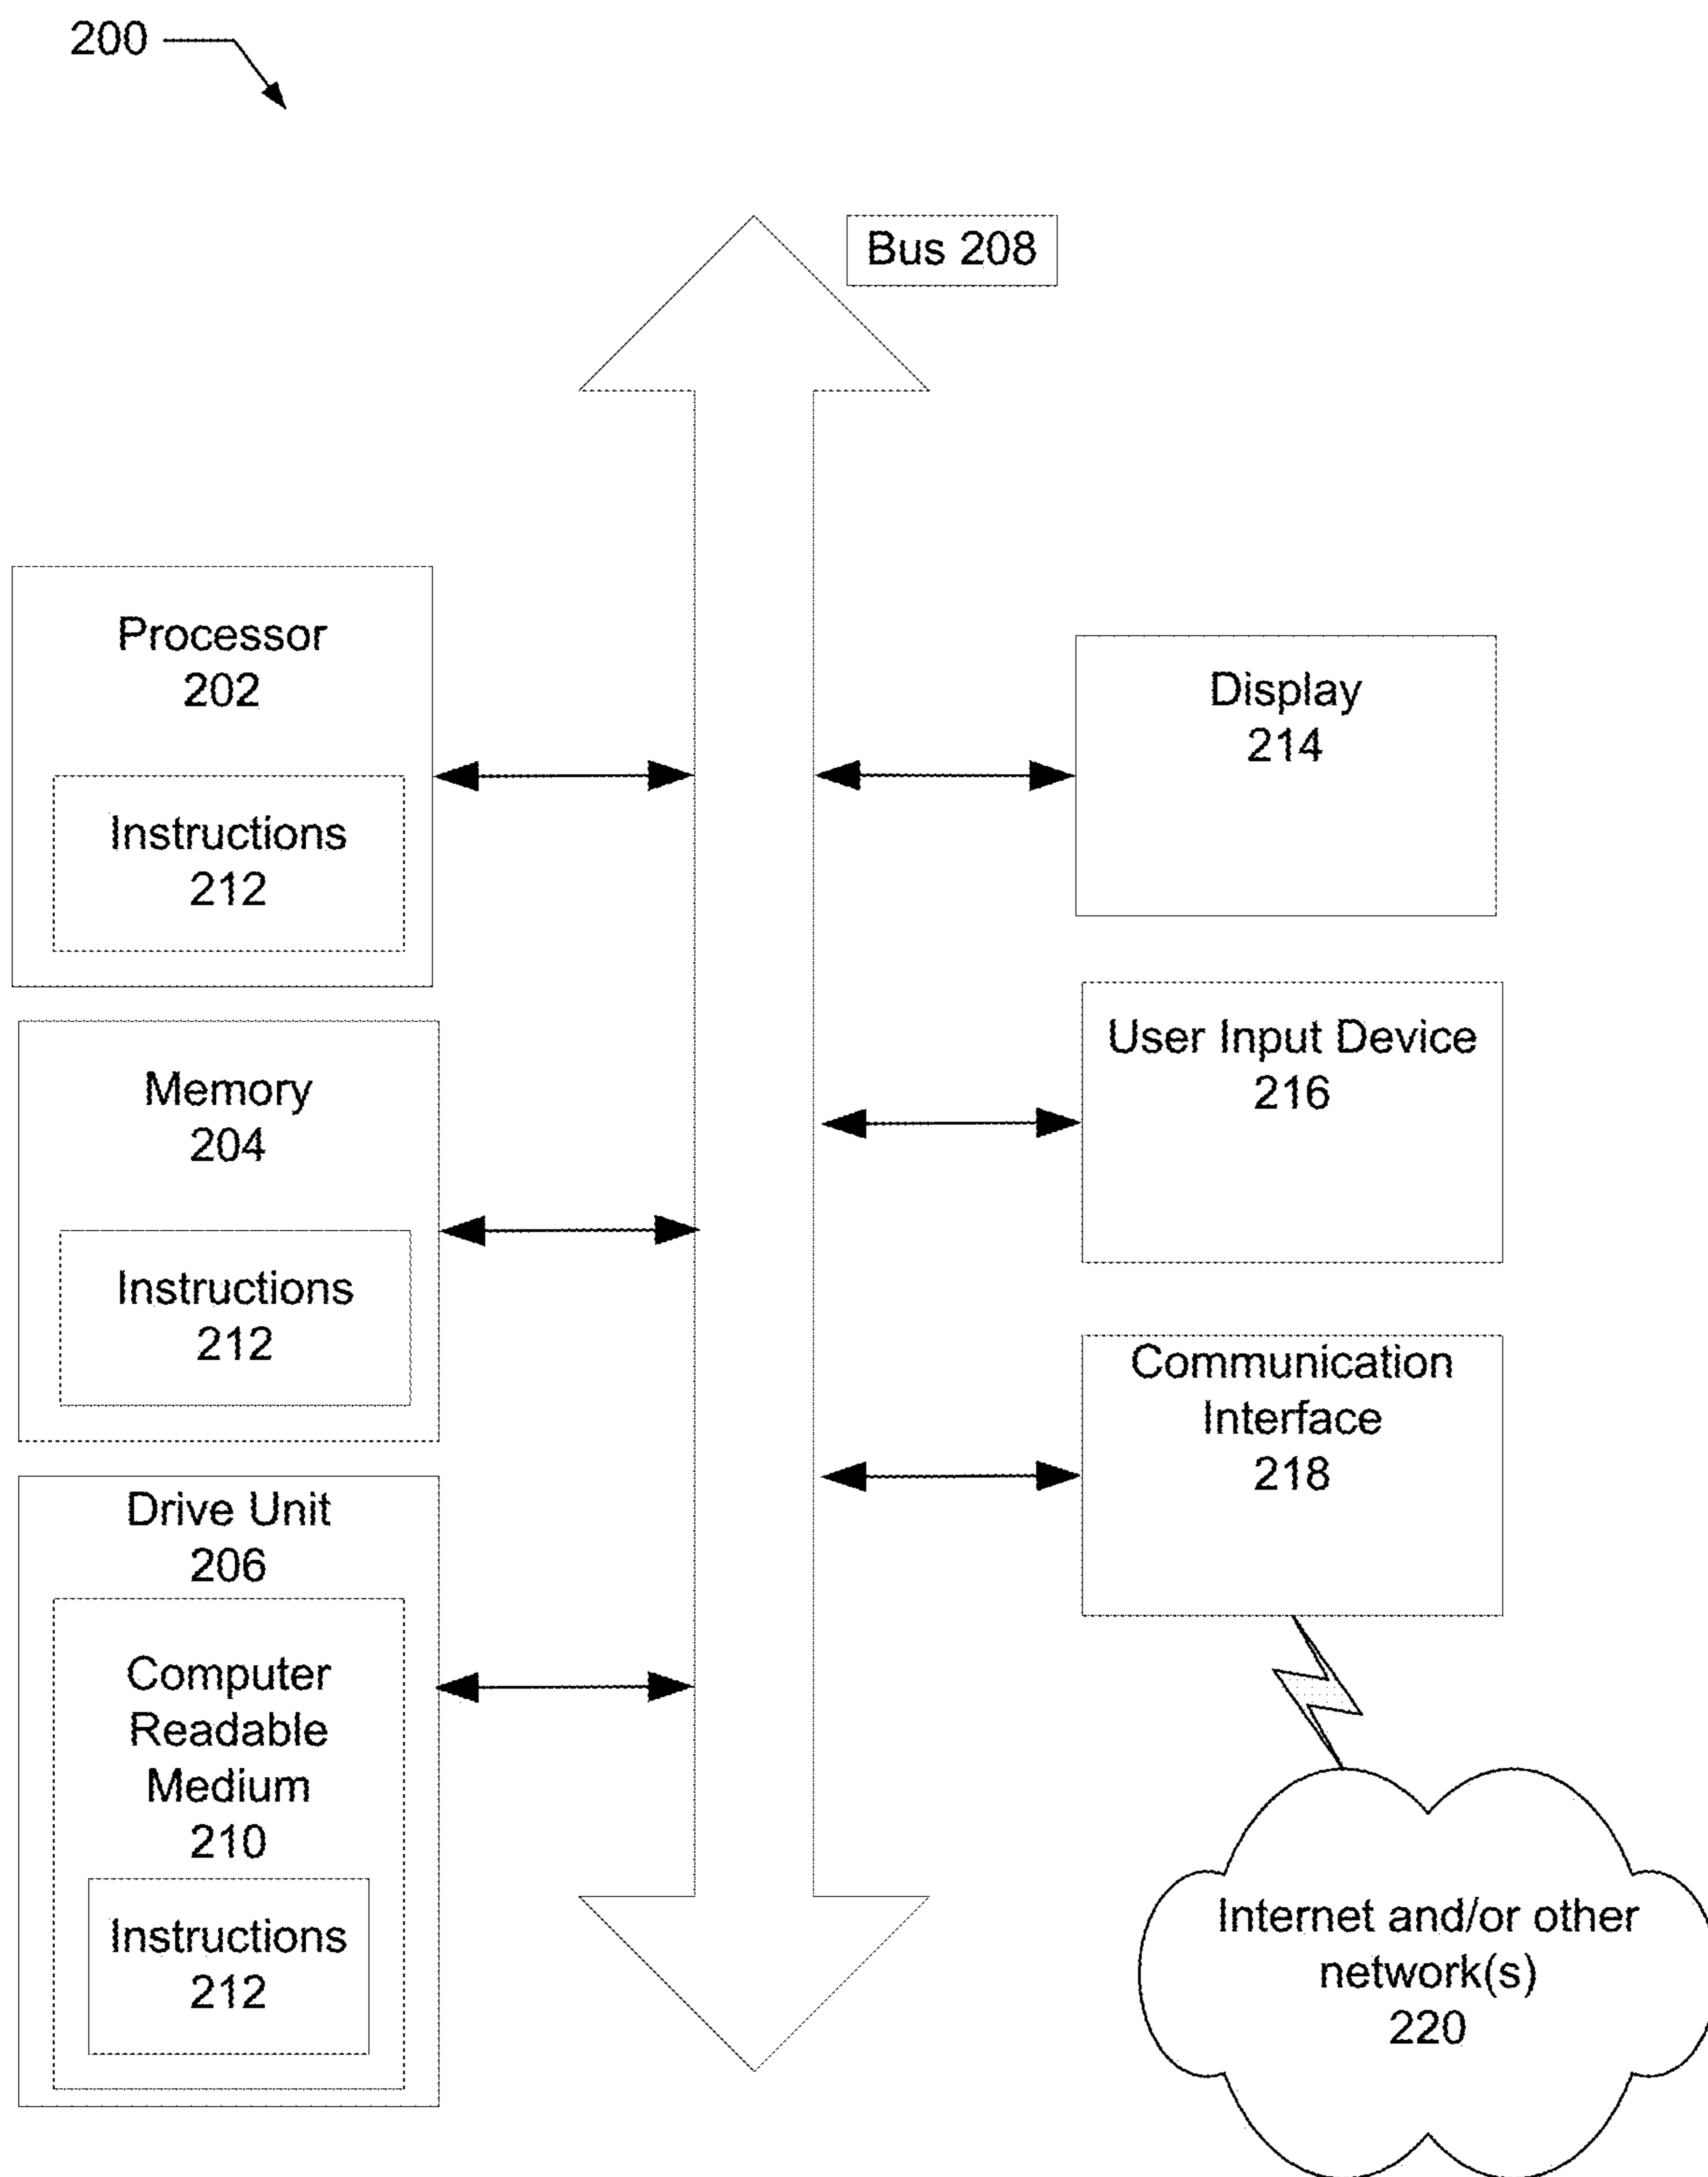 200
Bus 208
Processor
202
Instructions
212
Memory
204
Instructions
212
Drive Unit
206
Computer
Readable
Medium
210
Instructions
212
Display
214
User Input Device
216
Communication
Interface
218
Internet and/or other
network(s)
220